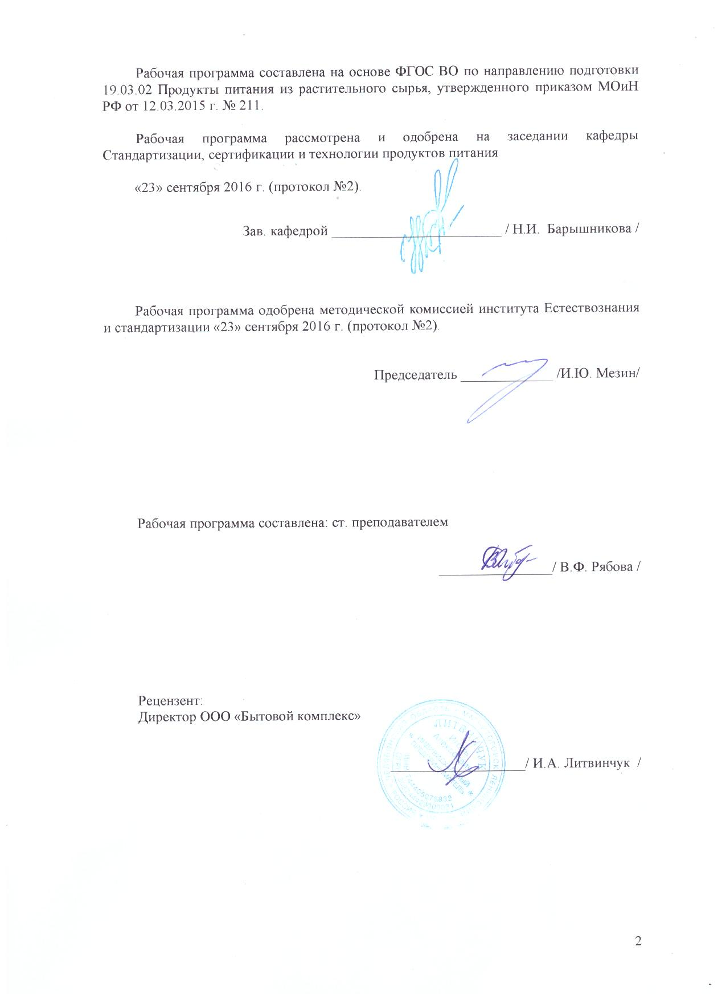 Рабочая программа составлена на основе ФГОС ВО по направлению подготовки
19.03.02 Продукты питания из растительного сырья, утвержденного приказом МОиН
РФ от 12.03.2015 г. № 211.
Рабочая программа рассмотрена и одобрена на заседании кафедры
Стандартизации, сертификации и технологии продуктов питания
«23» сентября 2016 г. (протокол №2).
Зав. кафедрой / Н.И. Барышникова /
Рабочая программа одобрена методической комиссией института Естествознания
и стандартизации «23» сентября 2016 г. (протокол №2).
Председатель /И.Ю. Мезин/
Рабочая программа составлена: ст. преподавателем
/ В.Ф. Рябова /
Рецензент:
Директор ООО «Бытовой комплекс»
ЛИТВИНЧУК
/ И.А. Литвинчук /
2